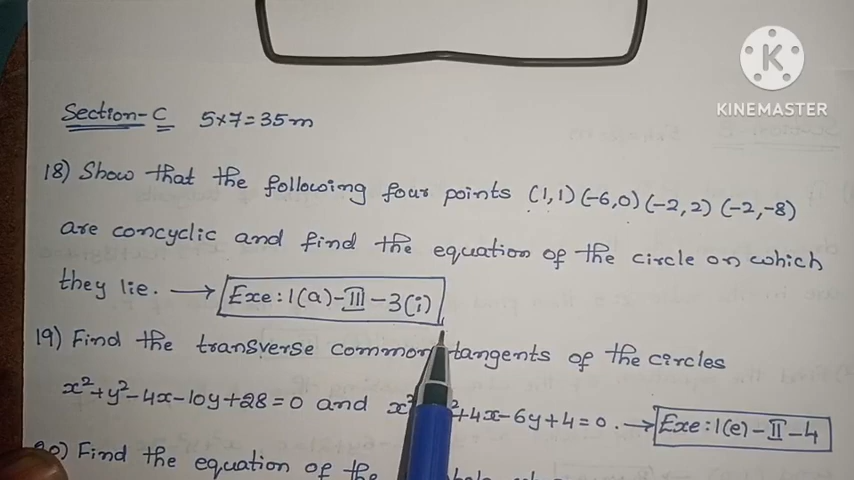 KINEMASTER
Section-C 5×7=35m
18) Show that the following four points (1,1) (-6,0) (-2,2) (-2,-8)
are concyclic and find the equation of the circle on which
they lie. → Exe: 1(a)-III-3(i)
19) Find the transverse common tangents of the circles
x²+y²-4x-10y+28=0 and +4x-6y+4=0. → Exe: 1(e)-II-4
Find the equation of the